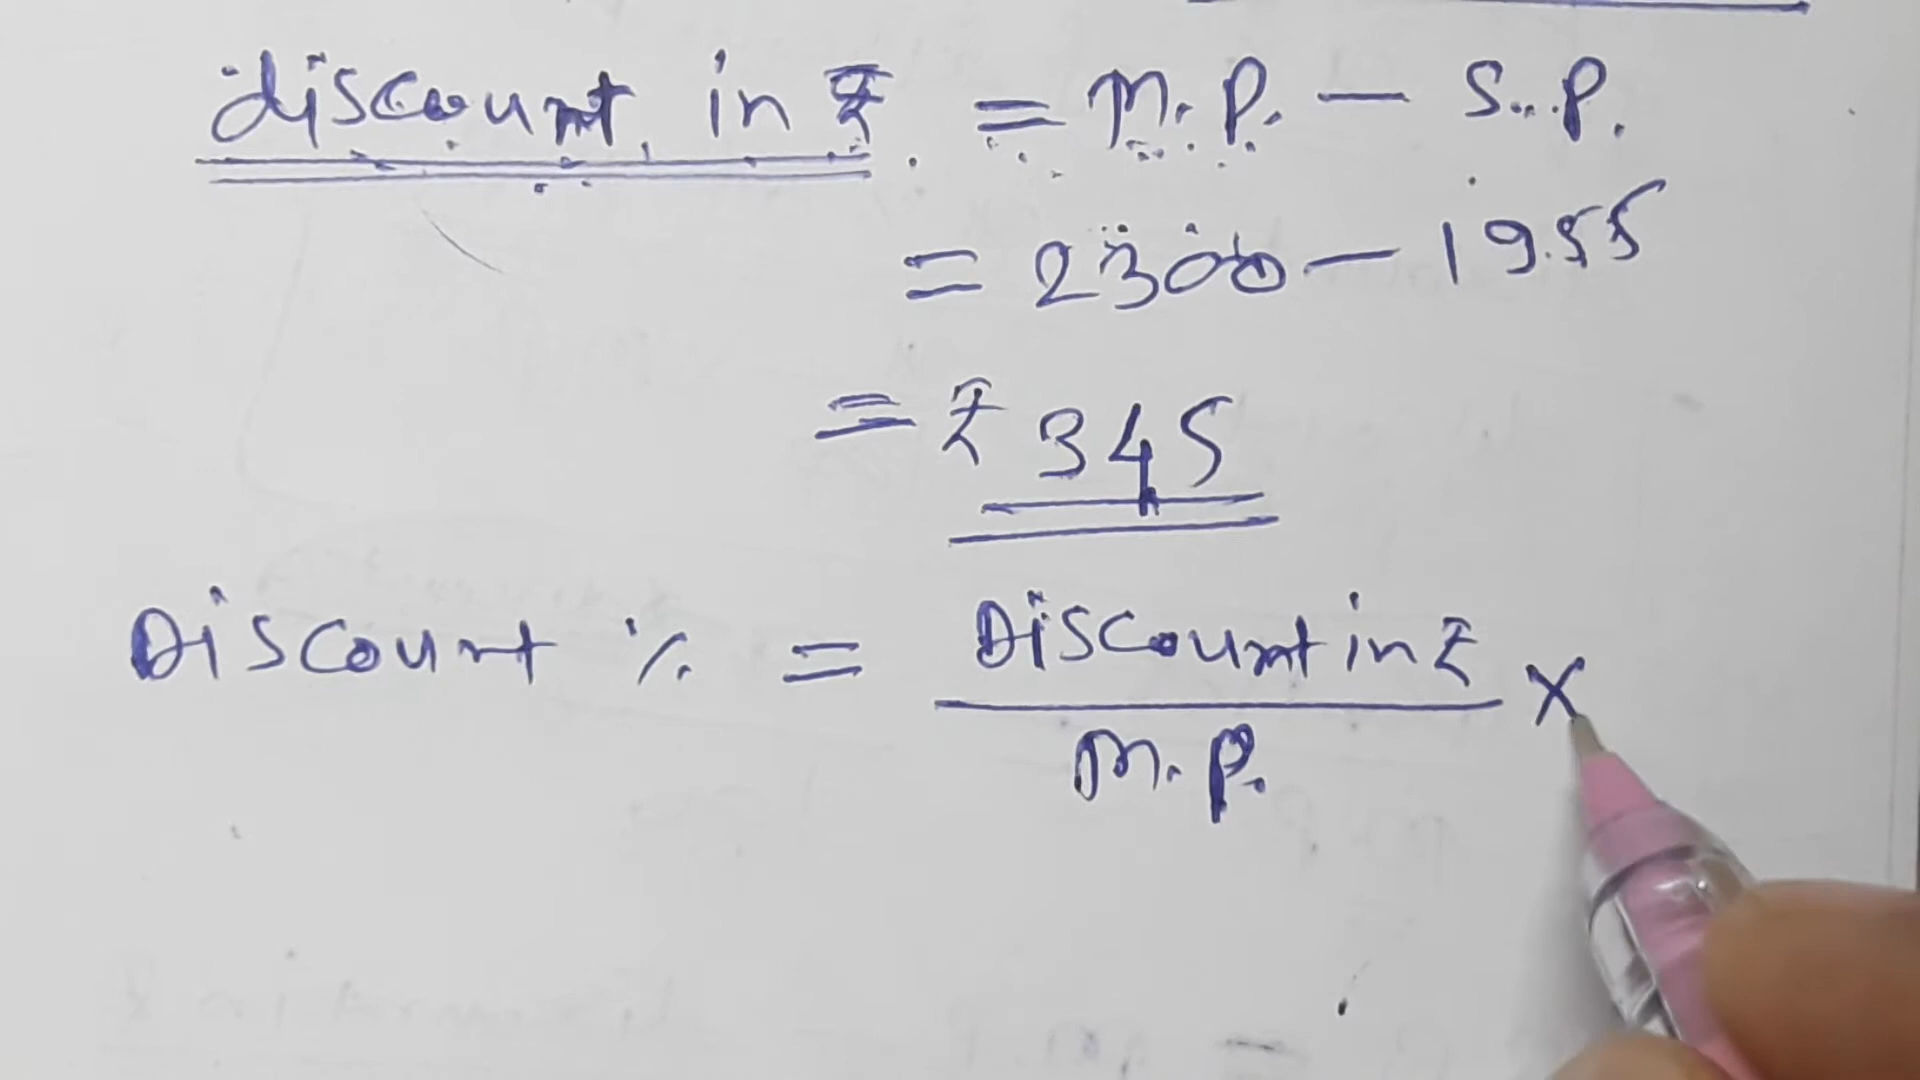 discount in ₹ = M.P. - S.P.
= 2300 - 1955
= ₹ 345
Discount % = Discount in ₹ / M.P. ×